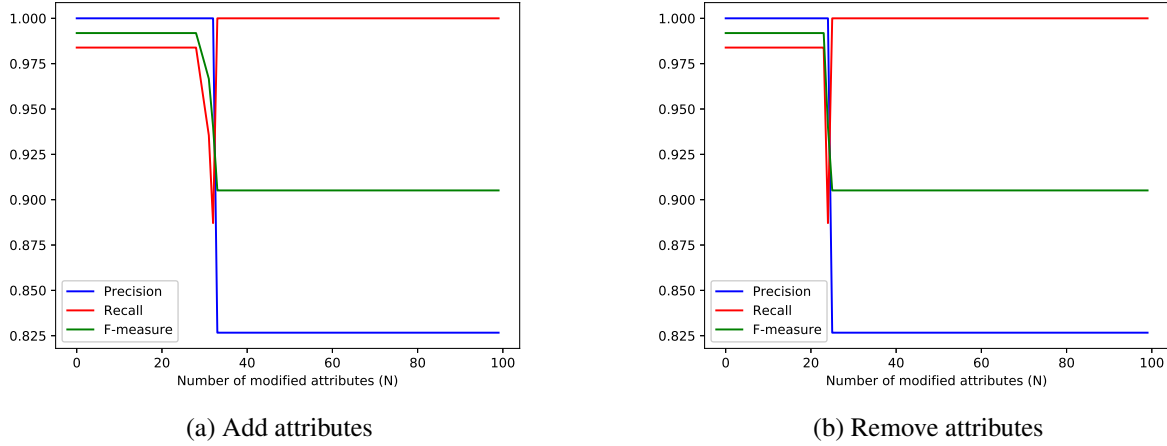 1.000
0.975
0.950
0.925
0.900
0.875
0.850
0.825
Precision
Recall
F-measure
0 20 40 60 80 100
Number of modified attributes (N)
(a) Add attributes
1.000
0.975
0.950
0.925
0.900
0.875
0.850
0.825
Precision
Recall
F-measure
0 20 40 60 80 100
Number of modified attributes (N)
(b) Remove attributes